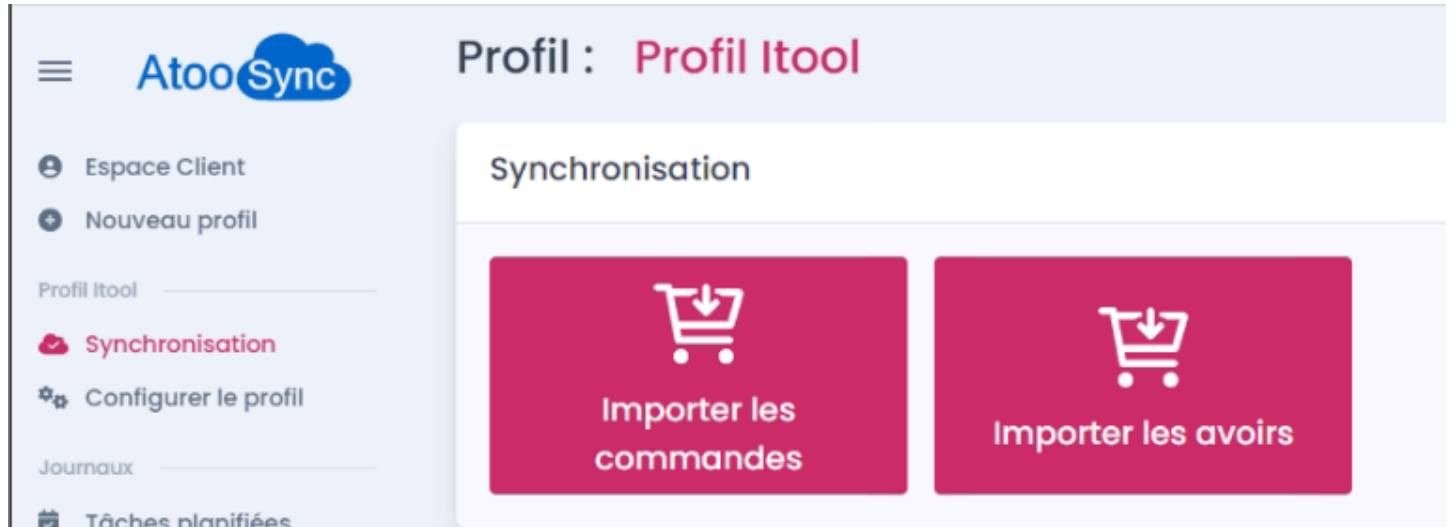 AtooSync
Profil : Profil Itool
Espace Client
Nouveau profil
Profil Itool
Synchronisation
Configurer le profil
Journaux
Tâches planifiées
Synchronisation
Importer les
commandes
Importer les avoirs